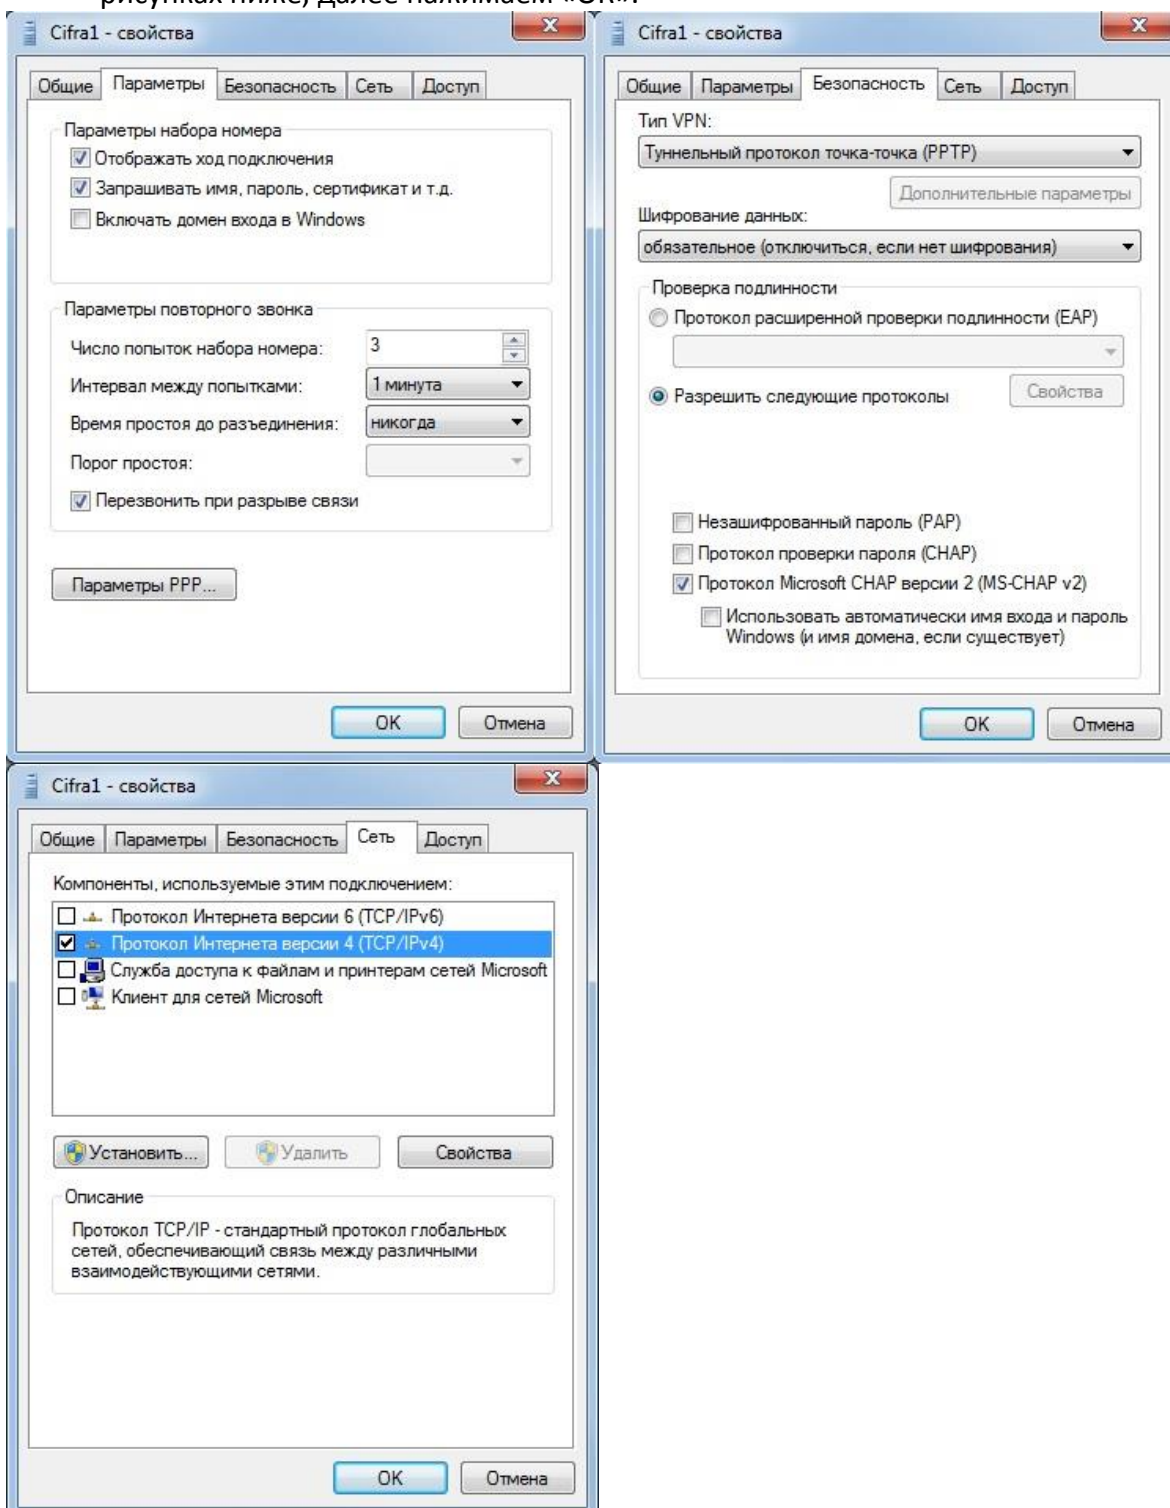 рисунках ниже, далее нажимаем «ОК».
Cifra1 - свойства
Общие Параметры Безопасность Сеть Доступ
Параметры набора номера
Отображать ход подключения
Запрашивать имя, пароль, сертификат и т.д.
Включать домен входа в Windows
Параметры повторного звонка
Число попыток набора номера: 3
Интервал между попытками: 1 минута
Время простоя до разъединения: никогда
Порог простоя:
Перезвонить при разрыве связи
Параметры PPP...
ОК Отмена
Cifra1 - свойства
Общие Параметры Безопасность Сеть Доступ
Тип VPN:
Туннельный протокол точка-точка (PPTP)
Дополнительные параметры
Шифрование данных:
обязательное (отключиться, если нет шифрования)
Проверка подлинности
Протокол расширенной проверки подлинности (EAP)
Свойства
Разрешить следующие протоколы
Незашифрованный пароль (PAP)
Протокол проверки пароля (CHAP)
Протокол Microsoft CHAP версии 2 (MS-CHAP v2)
Использовать автоматически имя входа и пароль
Windows (и имя домена, если существует)
ОК Отмена
Cifra1 - свойства
Общие Параметры Безопасность Сеть Доступ
Компоненты, используемые этим подключением:
Протокол Интернета версии 6 (TCP/IPv6)
Протокол Интернета версии 4 (TCP/IPv4)
Служба доступа к файлам и принтерам сетей Microsoft
Клиент для сетей Microsoft
Установить... Удалить Свойства
Описание
Протокол TCP/IP - стандартный протокол глобальных
сетей, обеспечивающий связь между различными
взаимодействующими сетями.
ОК Отмена